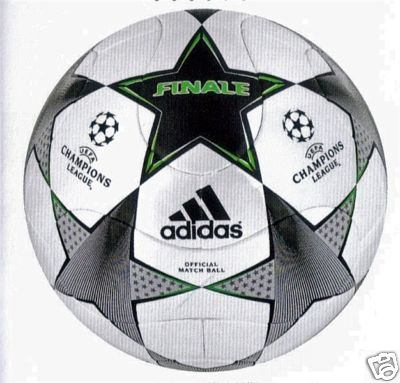 FINALE
UEFA
CHAMPIONS
LEAGUE
UEFA
CHAMPIONS
LEAGUE
adidas
OFFICIAL
MATCH BALL